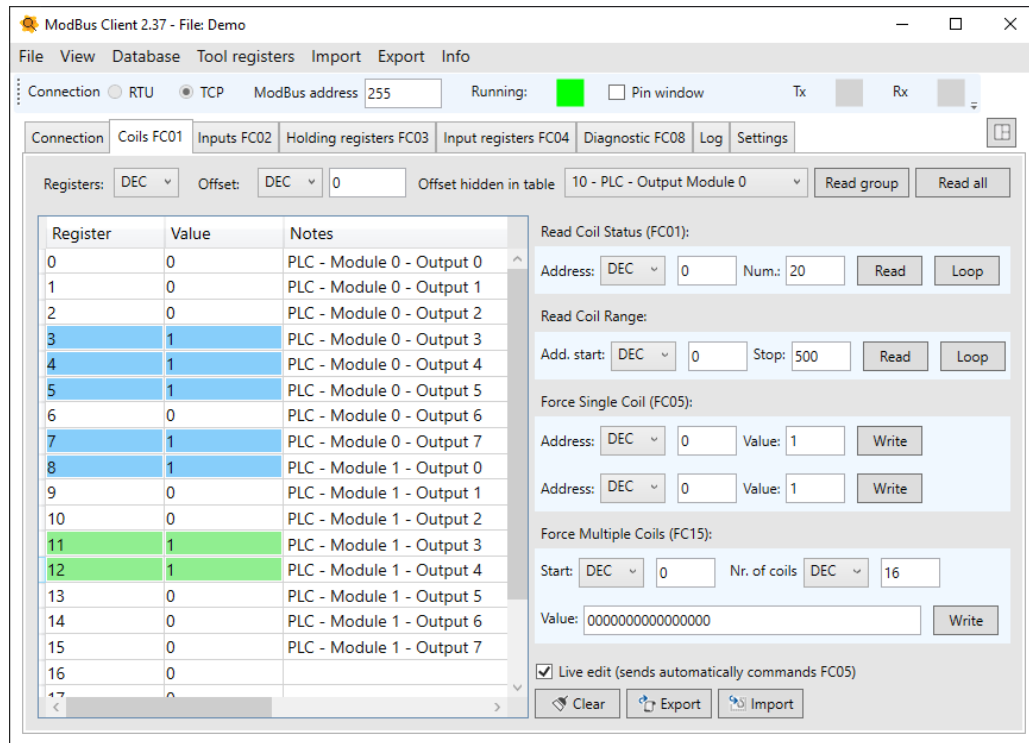 ModBus Client 2.37 - File: Demo
File View Database Tool registers Import Export Info
Connection RTU TCP ModBus address 255 Running: Pin window Tx Rx
Connection Coils FC01 Inputs FC02 Holding registers FC03 Input registers FC04 Diagnostic FC08 Log Settings
Registers: DEC Offset: DEC 0 Offset hidden in table 10 - PLC - Output Module 0 Read group Read all
Register Value Notes
0 0 PLC - Module 0 - Output 0
1 0 PLC - Module 0 - Output 1
2 0 PLC - Module 0 - Output 2
3 1 PLC - Module 0 - Output 3
4 1 PLC - Module 0 - Output 4
5 1 PLC - Module 0 - Output 5
6 0 PLC - Module 0 - Output 6
7 1 PLC - Module 0 - Output 7
8 1 PLC - Module 1 - Output 0
9 0 PLC - Module 1 - Output 1
10 0 PLC - Module 1 - Output 2
11 1 PLC - Module 1 - Output 3
12 1 PLC - Module 1 - Output 4
13 0 PLC - Module 1 - Output 5
14 0 PLC - Module 1 - Output 6
15 0 PLC - Module 1 - Output 7
16 0
Read Coil Status (FC01):
Address: DEC 0 Num.: 20 Read Loop
Read Coil Range:
Add. start: DEC 0 Stop: 500 Read Loop
Force Single Coil (FC05):
Address: DEC 0 Value: 1 Write
Address: DEC 0 Value: 1 Write
Force Multiple Coils (FC15):
Start: DEC 0 Nr. of coils DEC 16
Value: 0000000000000000 Write
Live edit (sends automatically commands FC05)
Clear Export Import